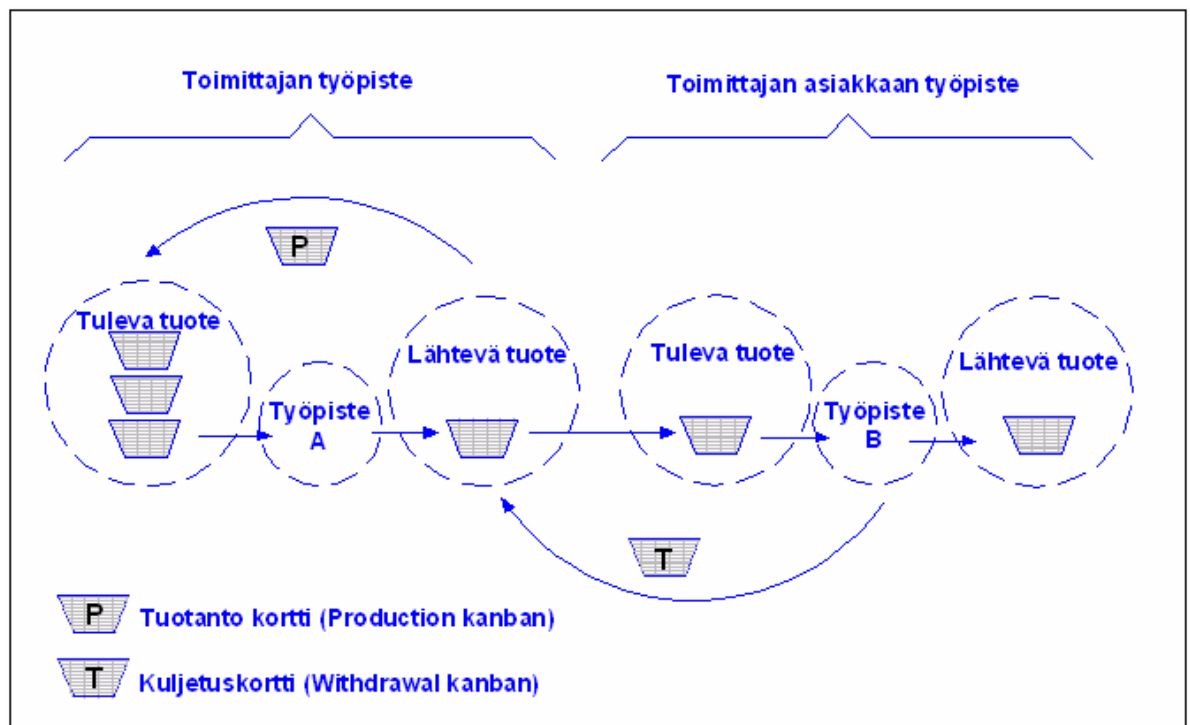 Toimittajan työpiste
Toimittajan asiakkaan työpiste
P
Tuleva tuote
Työpiste
A
Lähtevä tuote
Tuleva tuote
Työpiste
B
Lähtevä tuote
T
P Tuotanto kortti (Production kanban)
T Kuljetuskortti (Withdrawal kanban)